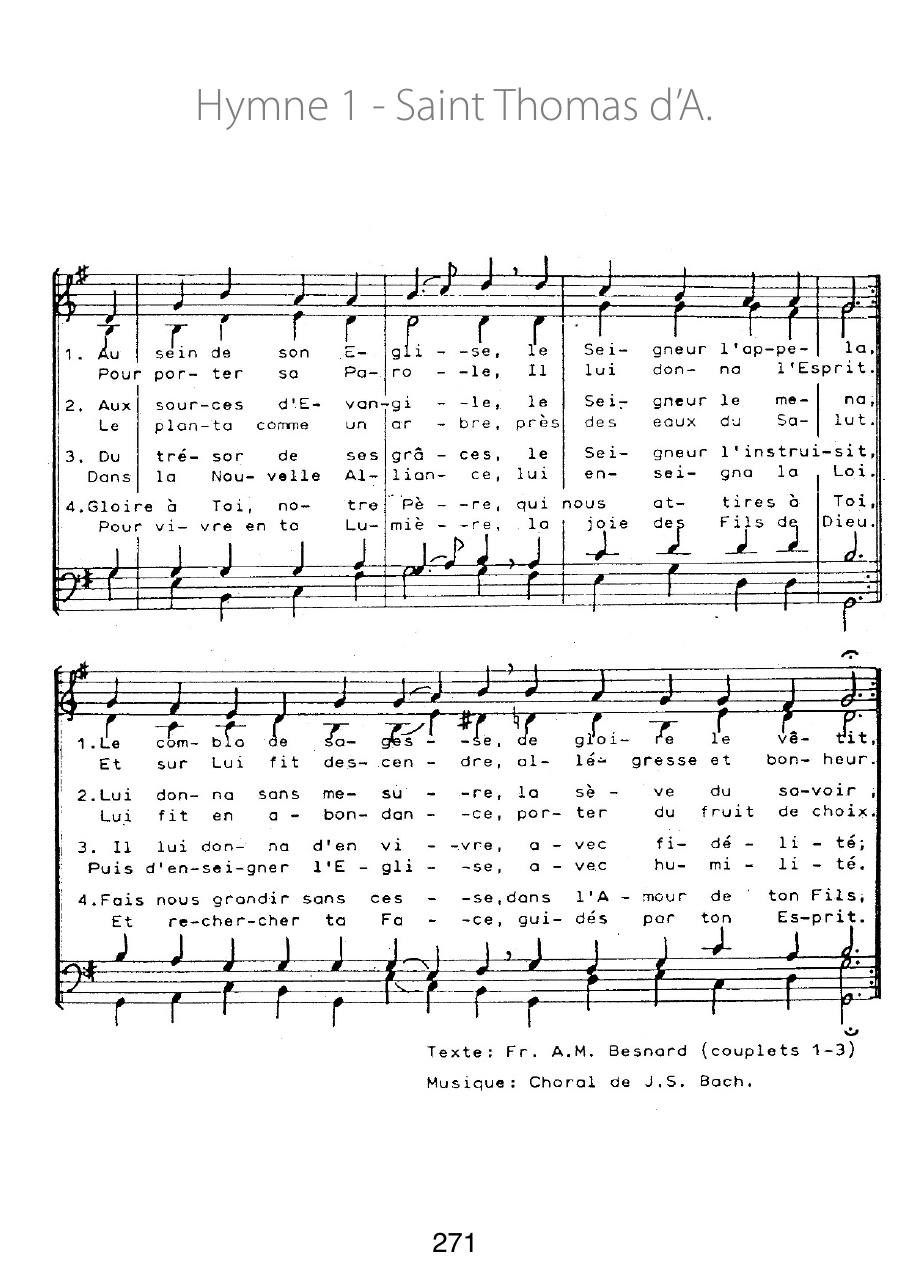 Hymne 1 - Saint Thomas d'A.
1. Au sein de son E- gli - -se, le Sei- gneur l'ap-pe- la,
Pour por- ter sa Pa- ro - -le, Il lui don- na l'Esprit.
2. Aux sour-ces d'E- van-gi - -le, le Sei- gneur le me - na,
Le plan-ta comme un ar - bre, près des eaux du Sa- lut.
3. Du tré- sor de ses grâ- ces, le Sei- gneur l'instrui-sit,
Dans la Nou- velle Al- lian- ce, lui en- sei- gna la Loi.
4.Gloire à Toi, no- tre Pè - -re, qui nous at- tires à Toi,
Pour vi- vre en ta Lu- miè - -re, la joie des Fils de Dieu.
1.Le com- bla de sa- ges - -se, de gloi- re le vê- tit,
Et sur Lui fit des- cen - dre, al- lé- gresse et bon- heur.
2.Lui don- na sans me- su - -re, la sè - ve du sa-voir ;
Lui fit en a - bon- dan - -ce, por- ter du fruit de choix.
3. Il lui don- na d'en vi - -vre, a - vec fi- dé - li - té;
Puis d'en-sei-gner l'E - gli - -se, a - vec hu- mi - li - té.
4.Fais nous grandir sans ces - -se,dans l'A - mour de ton Fils,
Et re-cher-cher ta Fa - -ce, gui- dés par ton Es-prit.
Texte: Fr. A.M. Besnard (couplets 1-3)
Musique: Choral de J.S. Bach.
271